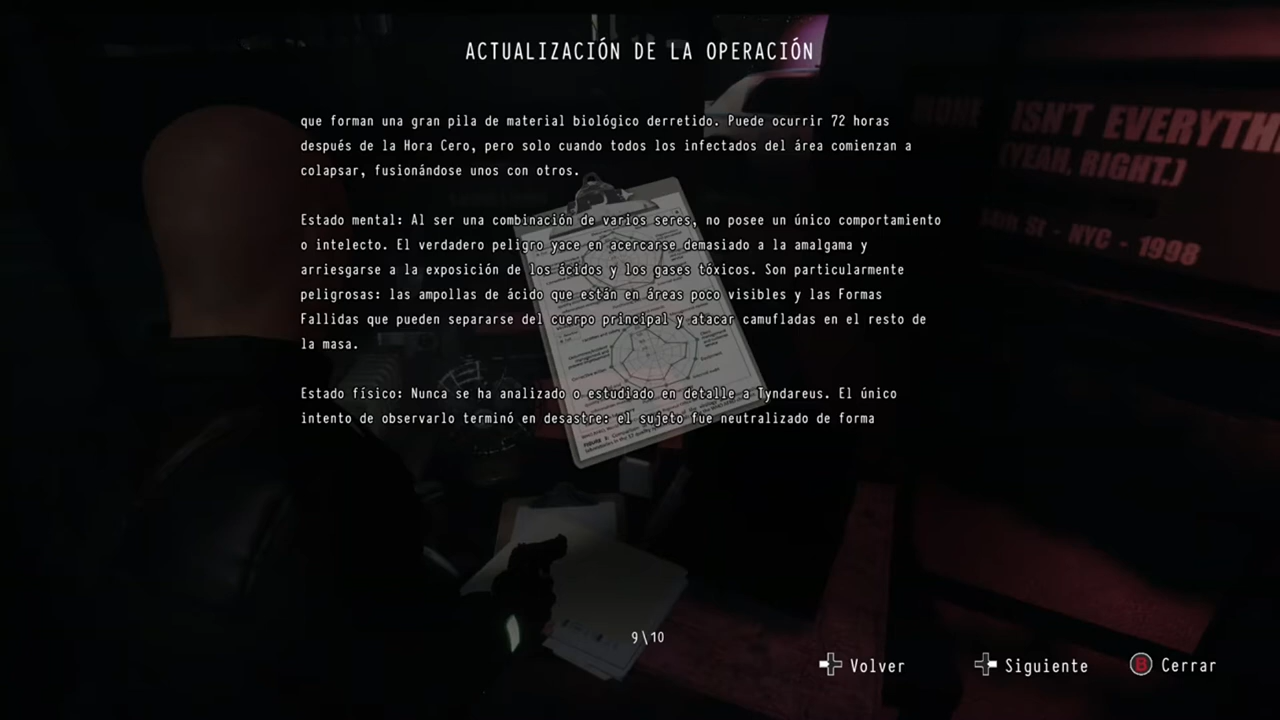 ACTUALIZACIÓN DE LA OPERACIÓN
que forman una gran pila de material biológico derretido. Puede ocurrir 72 horas
después de la Hora Cero, pero solo cuando todos los infectados del área comienzan a
colapsar, fusionándose unos con otros.
Estado mental: Al ser una combinación de varios seres, no posee un único comportamiento
o intelecto. El verdadero peligro yace en acercarse demasiado a la amalgama y
arriesgarse a la exposición de los ácidos y los gases tóxicos. Son particularmente
peligrosas: las ampollas de ácido que están en áreas poco visibles y las Formas
Fallidas que pueden separarse del cuerpo principal y atacar camufladas en el resto de
la masa.
Estado físico: Nunca se ha analizado o estudiado en detalle a Tyndareus. El único
intento de observarlo terminó en desastre: el sujeto fue neutralizado de forma
ISN'T EVERYTH
(YEAH, RIGHT.)
St - NYC - 1998
9\10
Volver
Siguiente
B Cerrar